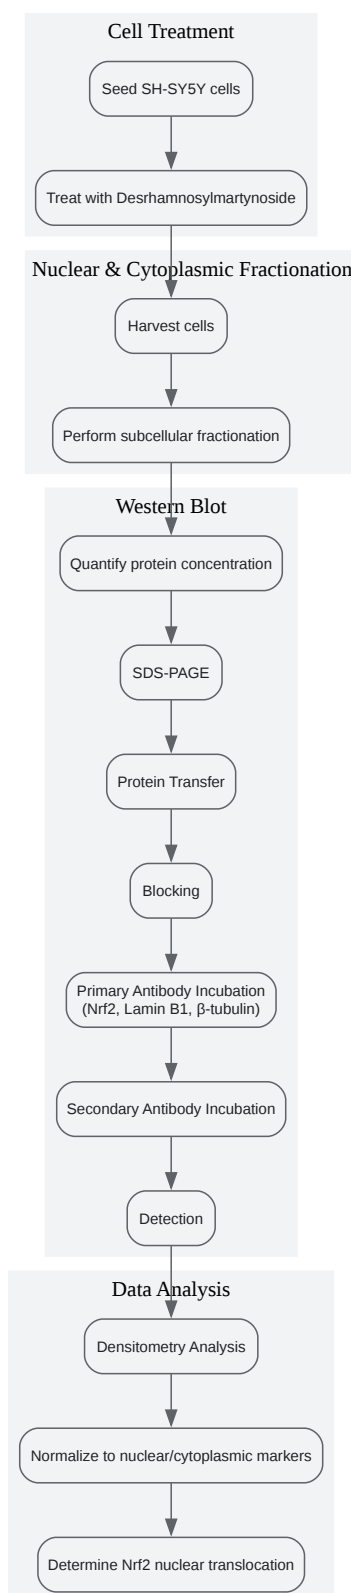 Cell Treatment
Seed SH-SY5Y cells
Treat with Desrhamnosylmartynoside
Nuclear & Cytoplasmic Fractionation
Harvest cells
Perform subcellular fractionation
Western Blot
Quantify protein concentration
SDS-PAGE
Protein Transfer
Blocking
Primary Antibody Incubation
(Nrf2, Lamin B1, β-tubulin)
Secondary Antibody Incubation
Detection
Data Analysis
Densitometry Analysis
Normalize to nuclear/cytoplasmic markers
Determine Nrf2 nuclear translocation